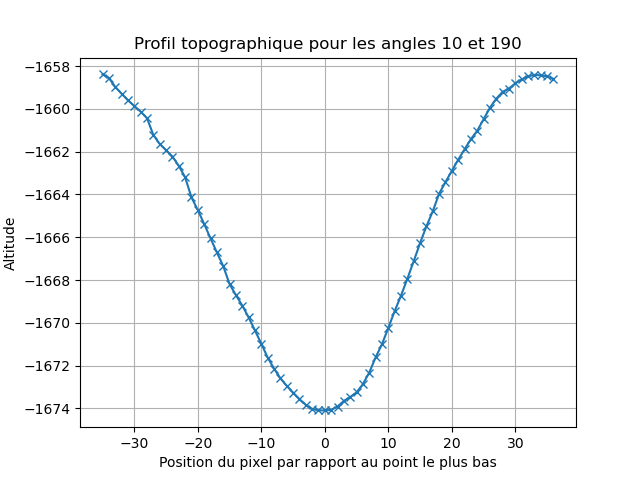 Profil topographique pour les angles 10 et 190
−1658
−1660
−1662
−1664
−1666
−1668
−1670
−1672
−1674
Altitude
−30 −20 −10 0 10 20 30
Position du pixel par rapport au point le plus bas